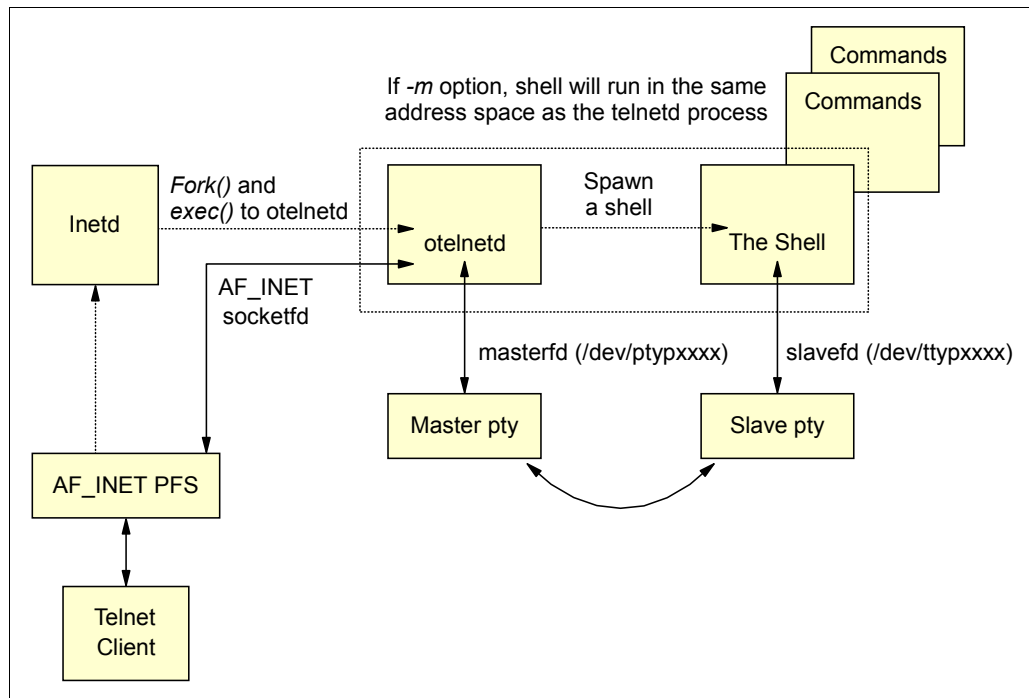 Commands
Commands
If -m option, shell will run in the same
address space as the telnetd process
Inetd
Fork() and
exec() to otelnetd
otelnetd
Spawn
a shell
The Shell
AF_INET
socketfd
masterfd (/dev/ptypxxxx)
slavefd (/dev/ttypxxxx)
Master pty
Slave pty
AF_INET PFS
Telnet
Client